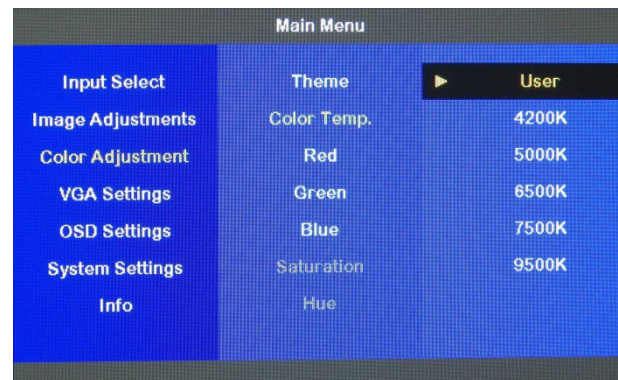 Main Menu
Input Select
Image Adjustments
Color Adjustment
VGA Settings
OSD Settings
System Settings
Info
Theme
Color Temp.
Red
Green
Blue
Saturation
Hue
User
4200K
5000K
6500K
7500K
9500K